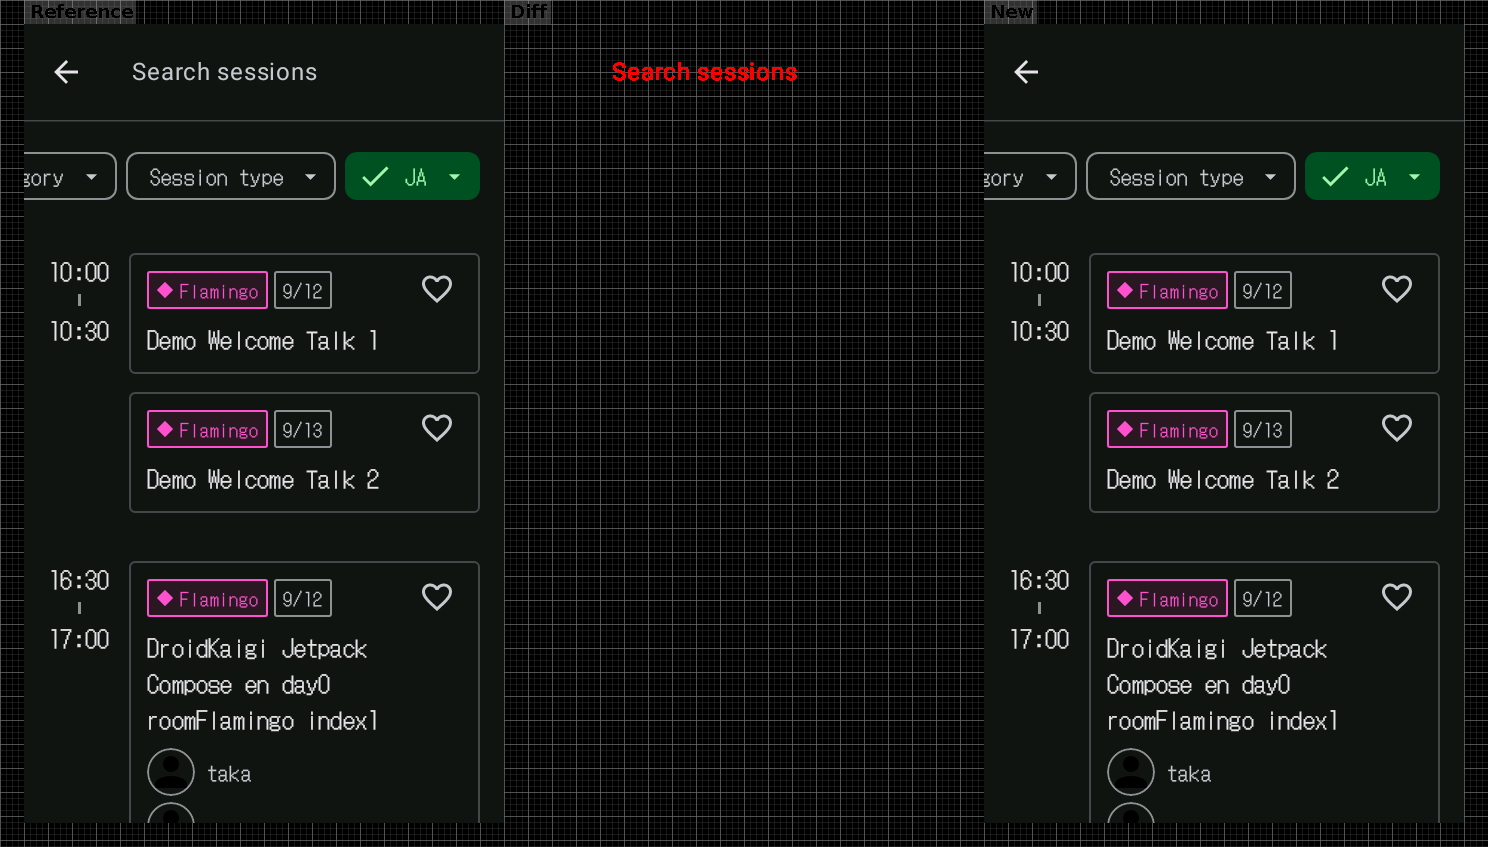 Reference
Diff
New
Search sessions
gory
Session type
JA
10:00
10:30
Flamingo
9/12
Demo Welcome Talk 1
Flamingo
9/13
Demo Welcome Talk 2
16:30
17:00
Flamingo
9/12
DroidKaigi Jetpack
Compose en day0
roomFlamingo index1
taka
Search sessions
gory
Session type
JA
10:00
10:30
Flamingo
9/12
Demo Welcome Talk 1
Flamingo
9/13
Demo Welcome Talk 2
16:30
17:00
Flamingo
9/12
DroidKaigi Jetpack
Compose en day0
roomFlamingo index1
taka